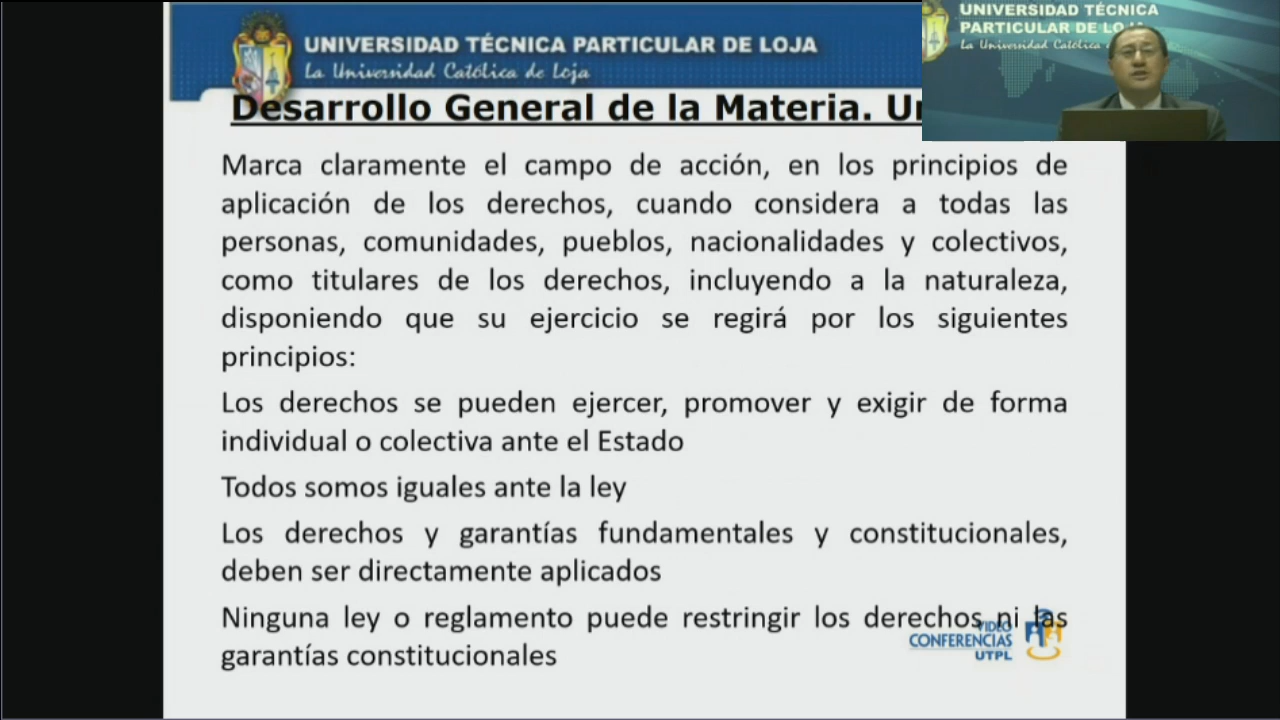 UNIVERSIDAD TÉCNICA PARTICULAR DE LOJA
La Universidad Católica de Loja
UNIVERSIDAD TÉCNICA
PARTICULAR DE LOJA
La Universidad Católica
Desarrollo General de la Materia.
Marca claramente el campo de acción, en los principios de
aplicación de los derechos, cuando considera a todas las
personas, comunidades, pueblos, nacionalidades y colectivos,
como titulares de los derechos, incluyendo a la naturaleza,
disponiendo que su ejercicio se regirá por los siguientes
principios:
Los derechos se pueden ejercer, promover y exigir de forma
individual o colectiva ante el Estado
Todos somos iguales ante la ley
Los derechos y garantías fundamentales y constitucionales,
deben ser directamente aplicados
Ninguna ley o reglamento puede restringir los derechos ni las
garantías constitucionales
VIDEO
CONFERENCIAS
UTPL